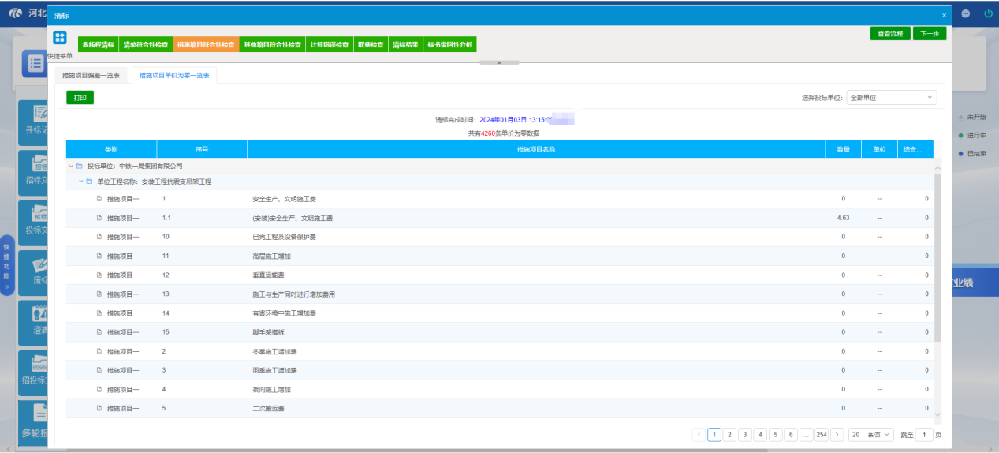 河北
清标
×
快捷菜单
多线程清标 清单符合性检查 措施项目符合性检查 其他项目符合性检查 计算错误检查 取费检查 清标结果 标书雷同性分析
查看流程 下一步
措施项目偏差一览表 措施项目单价为零一览表
打印
选择投标单位: 全部单位
清标完成时间: 2024年01月03日 13:15:
共有4260条单价为零数据
类别 序号 措施项目名称 数量 单位 综合...
投标单位: 中铁一局集团有限公司
单位工程名称: 安装工程抗震支吊架工程
措施项目一 1 安全生产、文明施工费 0 -- 0
措施项目一 1.1 (安装)安全生产、文明施工费 4.63 -- 0
措施项目一 10 已完工程及设备保护费 0 -- 0
措施项目一 11 高层施工增加 0 -- 0
措施项目一 12 垂直运输费 0 -- 0
措施项目一 13 施工与生产同时进行增加费用 0 -- 0
措施项目一 14 有害环境中施工增加费 0 -- 0
措施项目一 15 脚手架搭拆 0 -- 0
措施项目一 2 冬季施工增加费 0 -- 0
措施项目一 3 雨季施工增加费 0 -- 0
措施项目一 4 夜间施工增加 0 -- 0
措施项目一 5 二次搬运费 0 -- 0
1 2 3 4 5 6 ... 254 20 条/页 跳至 1 页
开标记
招标文
投标文
废标
澄清
招投标
多轮报
快捷功能
未开始
进行中
已结束
业绩